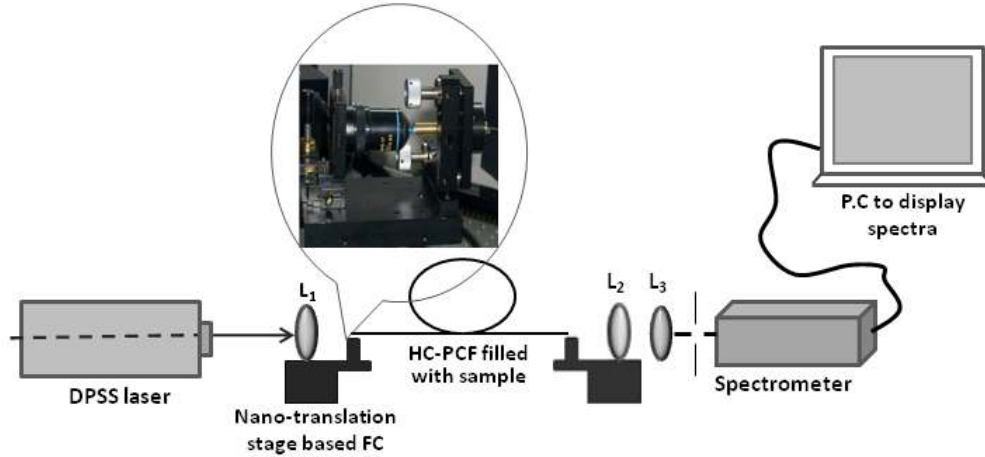 P.C to display
spectra
L1
L2
L3
HC-PCF filled
with sample
DPSS laser
Spectrometer
Nano-translation
stage based FC